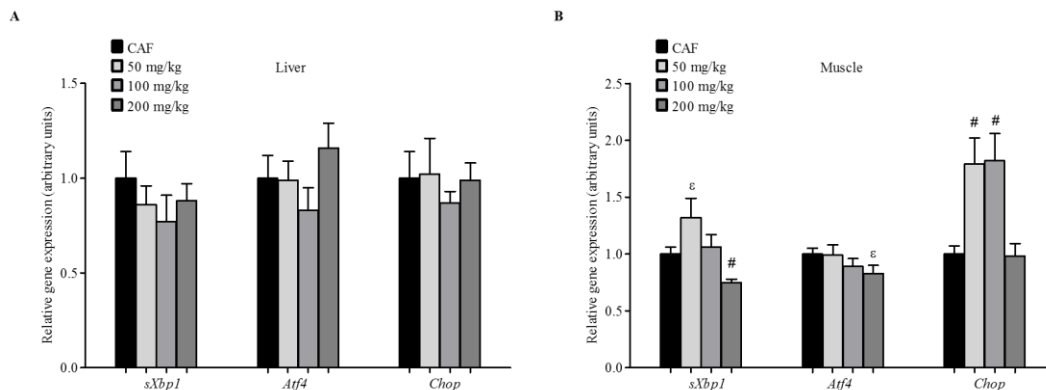 A
CAF
50 mg/kg
100 mg/kg
200 mg/kg
Liver
Relative gene expression (arbitrary units)
1.5
1.0
0.5
0.0
sXbp1 Atf4 Chop
B
CAF
50 mg/kg
100 mg/kg
200 mg/kg
Muscle
Relative gene expression (arbitrary units)
2.5
2.0
1.5
1.0
0.5
0.0
ε # ε # #
sXbp1 Atf4 Chop